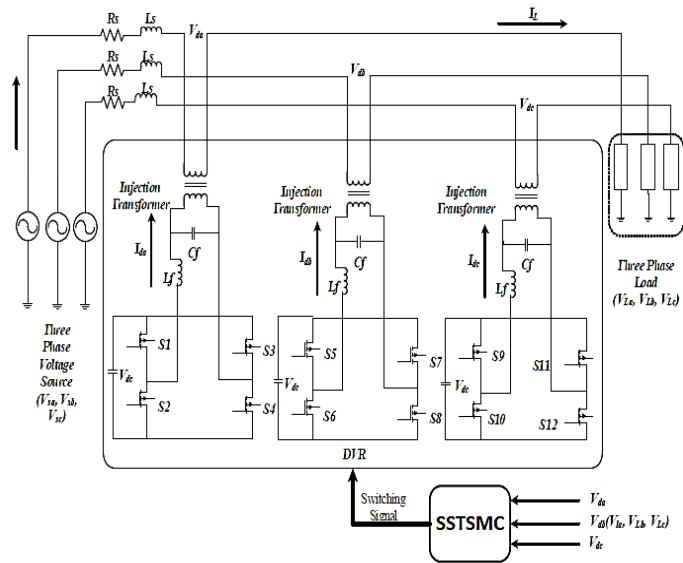 Rs Ls Vda IL
Rs Ls Vdb
Rs Ls Vdc
Injection
Transformer
Injection
Transformer
Injection
Transformer
Ida Cf Lf
Idb Cf Lf
Idc Cf Lf
Three Phase
Load
(VLa, VLb, VLc)
Three
Phase
Voltage
Source
(Vsa, Vsb,
Vsc)
Vdc S1 S2 S3 S4
Vdc S5 S6 S7 S8
Vdc S9 S10 S11 S12
DVR
Switching
Signal
SSTSMC
Vda
Vdb(VLa, VLb, VLc)
Vdc